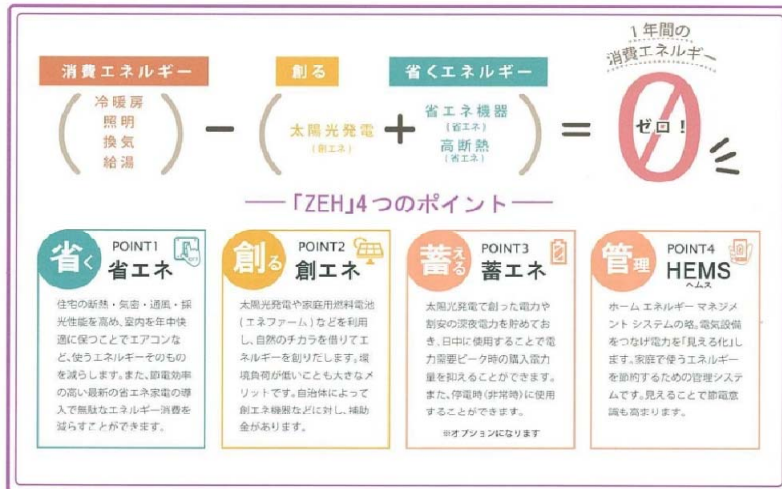 1年間の
消費エネルギー
消費エネルギー
創る
省くエネルギー
冷暖房
照明
換気
給湯
−
太陽光発電
(創エネ)
+
省エネ機器
(省エネ)
高断熱
(省エネ)
=
0
ゼロ!
「ZEH」4つのポイント
省く
POINT1
省エネ
住宅の断熱・気密・通風・採
光性能を高め、室内を年中快
適に保つことでエアコンな
ど、使うエネルギーそのもの
を減らします。また、節電効率
の高い最新の省エネ家電の導
入で無駄なエネルギー消費を
減らすことができます。
創る
POINT2
創エネ
太陽光発電や家庭用燃料電池
(エネファーム)などを利用
し、自然のチカラを借りてエ
ネルギーを創りだします。環
境負荷が低いことも大きなメ
リットです。自治体によって
創エネ機器などに対し、補助
金があります。
蓄える
POINT3
蓄エネ
太陽光発電で創った電力や
割安の深夜電力を貯めてお
き、日中に使用することで電
力需要ピーク時の購入電力
量を抑えることができます。
また、停電時(非常時)に使用
することができます。
※オプションになります
管理
POINT4
HEMS
ヘムス
ホーム エネルギー マネジメ
ント システムの略。電気設備
をつなげ電力を「見える化」し
ます。家庭で使うエネルギー
を節約するための管理システ
ムです。見えることで節電意
識も高まります。